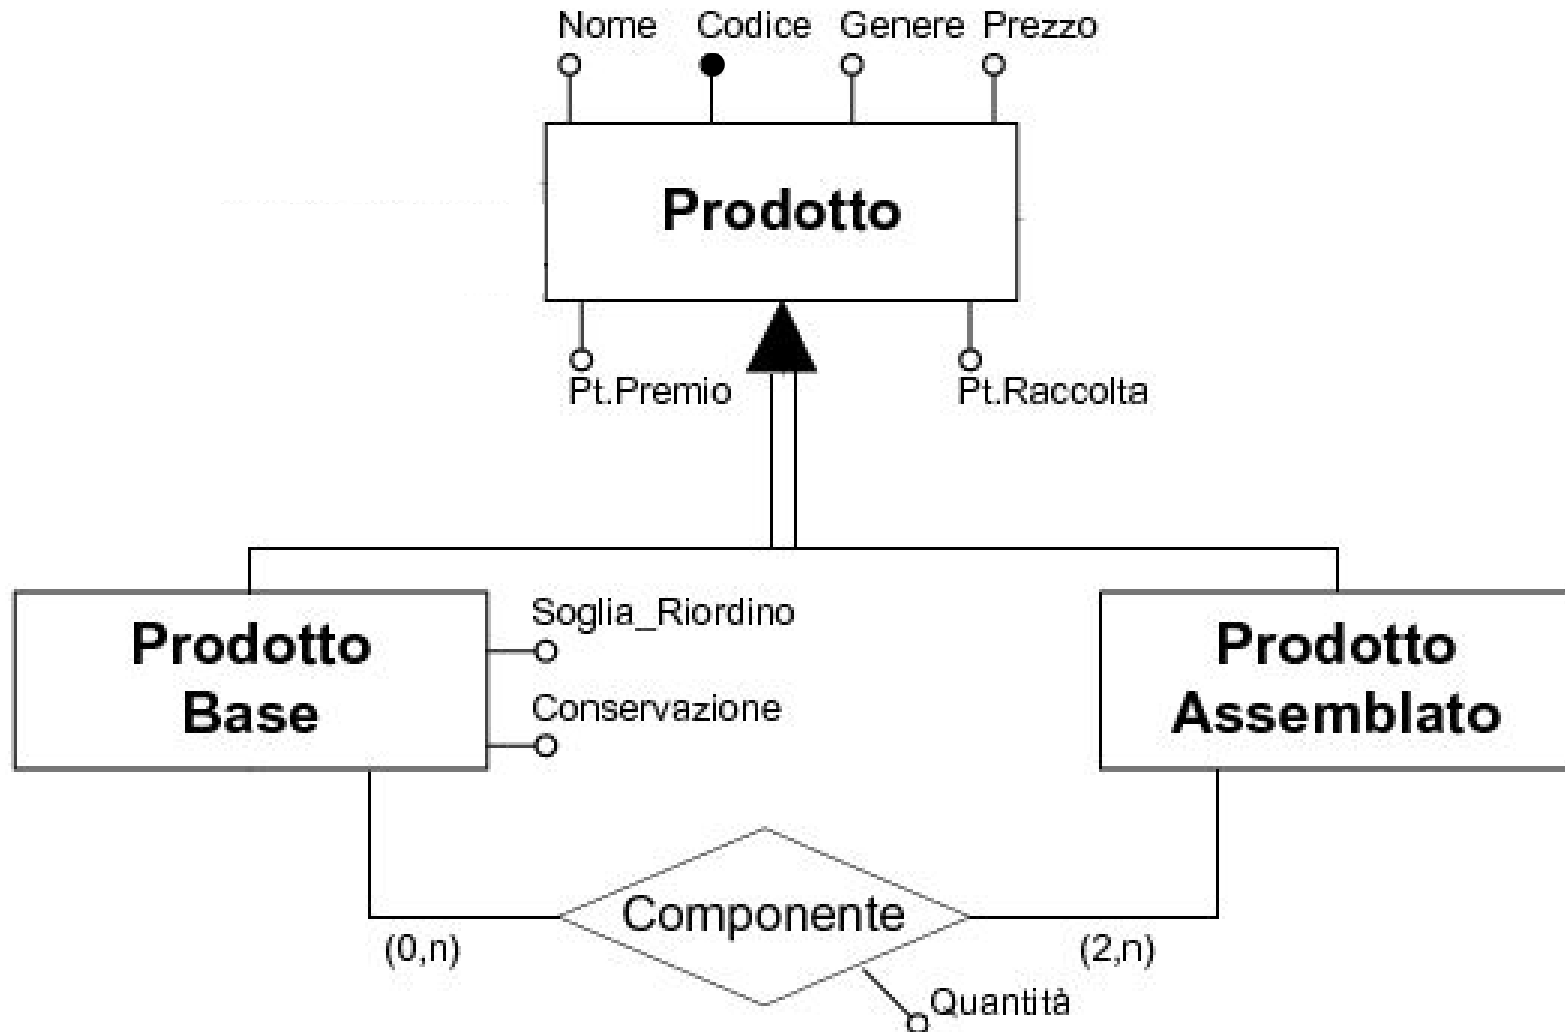 Nome Codice Genere Prezzo
Prodotto
Pt.Premio Pt.Raccolta
Prodotto
Base
Soglia_Riordino
Conservazione
Prodotto
Assemblato
Componente
(0,n)
(2,n)
Quantità